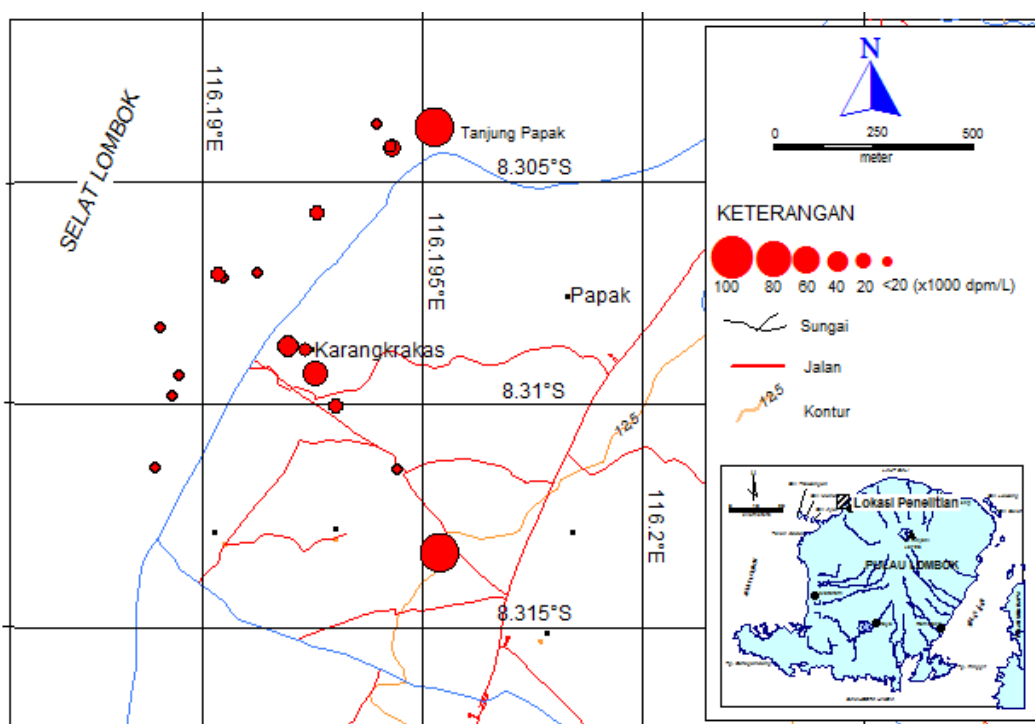 SELAT LOMBOK
116.19°E
Tanjung Papak
8.305°S
116.195°E
Papak
Karangkrakas
8.31°S
12.5
116.2°E
8.315°S
N
0 250 500
meter
KETERANGAN
100 80 60 40 20 <20 (x1000 dpm/L)
Sungai
Jalan
12.5
Kontur
Lokasi Penelitian
PULAU LOMBOK